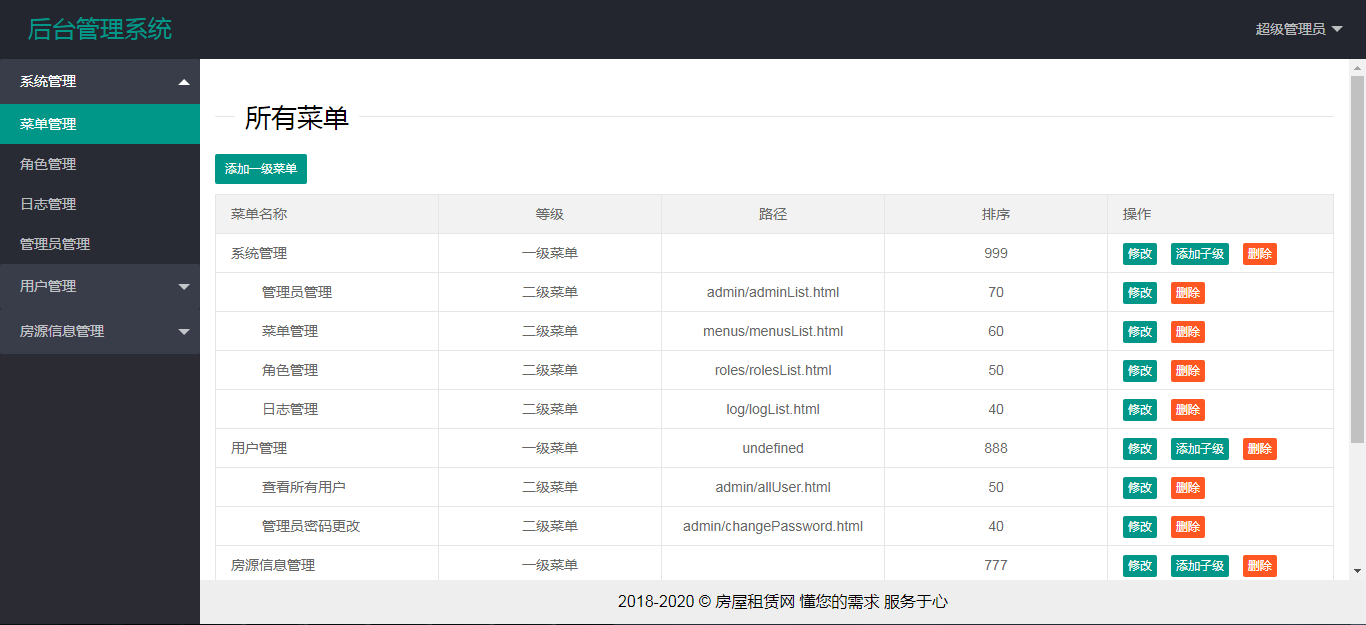 后台管理系统
超级管理员
系统管理
菜单管理
角色管理
日志管理
管理员管理
用户管理
房源信息管理
所有菜单
添加一级菜单
菜单名称 等级 路径 排序 操作
系统管理 一级菜单 999 修改 添加子级 删除
管理员管理 二级菜单 admin/adminList.html 70 修改 删除
菜单管理 二级菜单 menus/menusList.html 60 修改 删除
角色管理 二级菜单 roles/rolesList.html 50 修改 删除
日志管理 二级菜单 log/logList.html 40 修改 删除
用户管理 一级菜单 undefined 888 修改 添加子级 删除
查看所有用户 二级菜单 admin/allUser.html 50 修改 删除
管理员密码更改 二级菜单 admin/changePassword.html 40 修改 删除
房源信息管理 一级菜单 777 修改 添加子级 删除
2018-2020 © 房屋租赁网 懂您的需求 服务于心